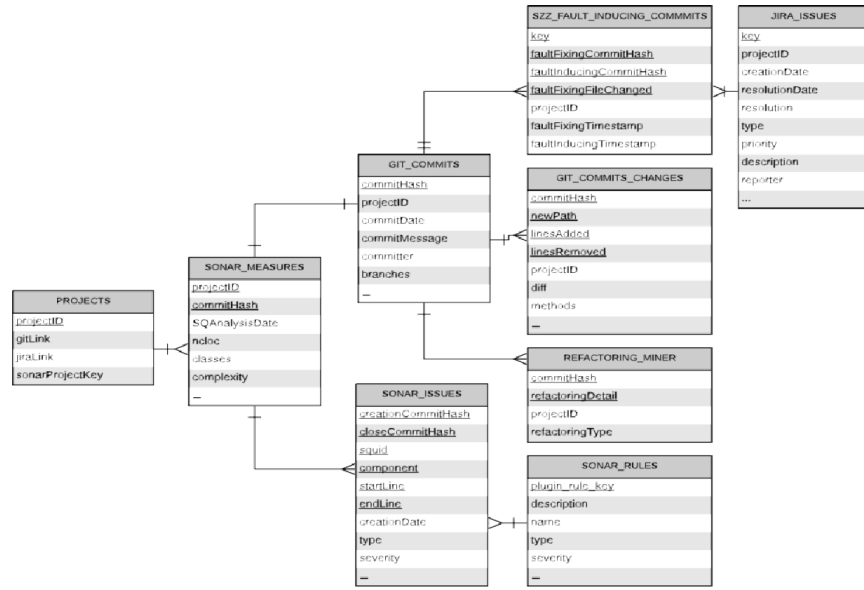 SZZ_FAULT_INDUCING_COMMMITS
key
faultFixingCommitHash
faultInducingCommitHash
faultFixingFileChanged
projectID
faultFixingTimestamp
faultInducingTimestamp
JIRA_ISSUES
key
projectID
creationDate
resolutionDate
resolution
type
priority
description
reporter
...
GIT_COMMITS
commitHash
projectID
commitDate
commitMessage
committer
branches
...
GIT_COMMITS_CHANGES
commitHash
newPath
linesAdded
linesRemoved
projectID
diff
methods
...
SONAR_MEASURES
projectID
commitHash
SQAnalysisDate
ncloc
classes
complexity
...
PROJECTS
projectID
gitLink
jiraLink
sonarProjectKey
REFACTORING_MINER
commitHash
refactoringDetail
projectID
refactoringType
SONAR_ISSUES
creationCommitHash
closeCommitHash
squid
component
startLine
endLine
creationDate
type
severity
...
SONAR_RULES
plugin_rule_key
description
name
type
severity
...